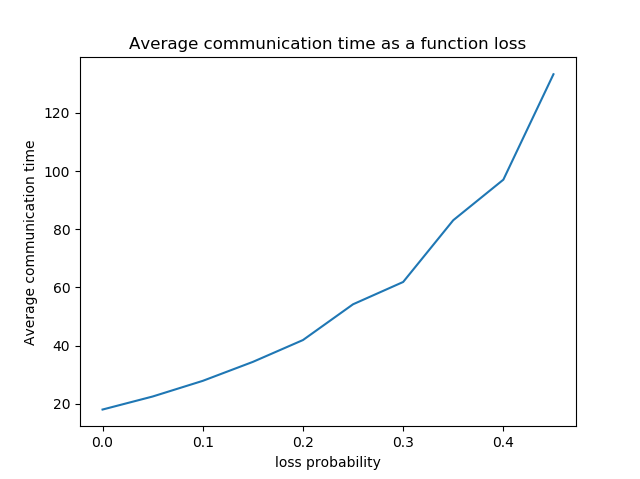 Average communication time as a function loss
Average communication time
120
100
80
60
40
20
0.0 0.1 0.2 0.3 0.4
loss probability